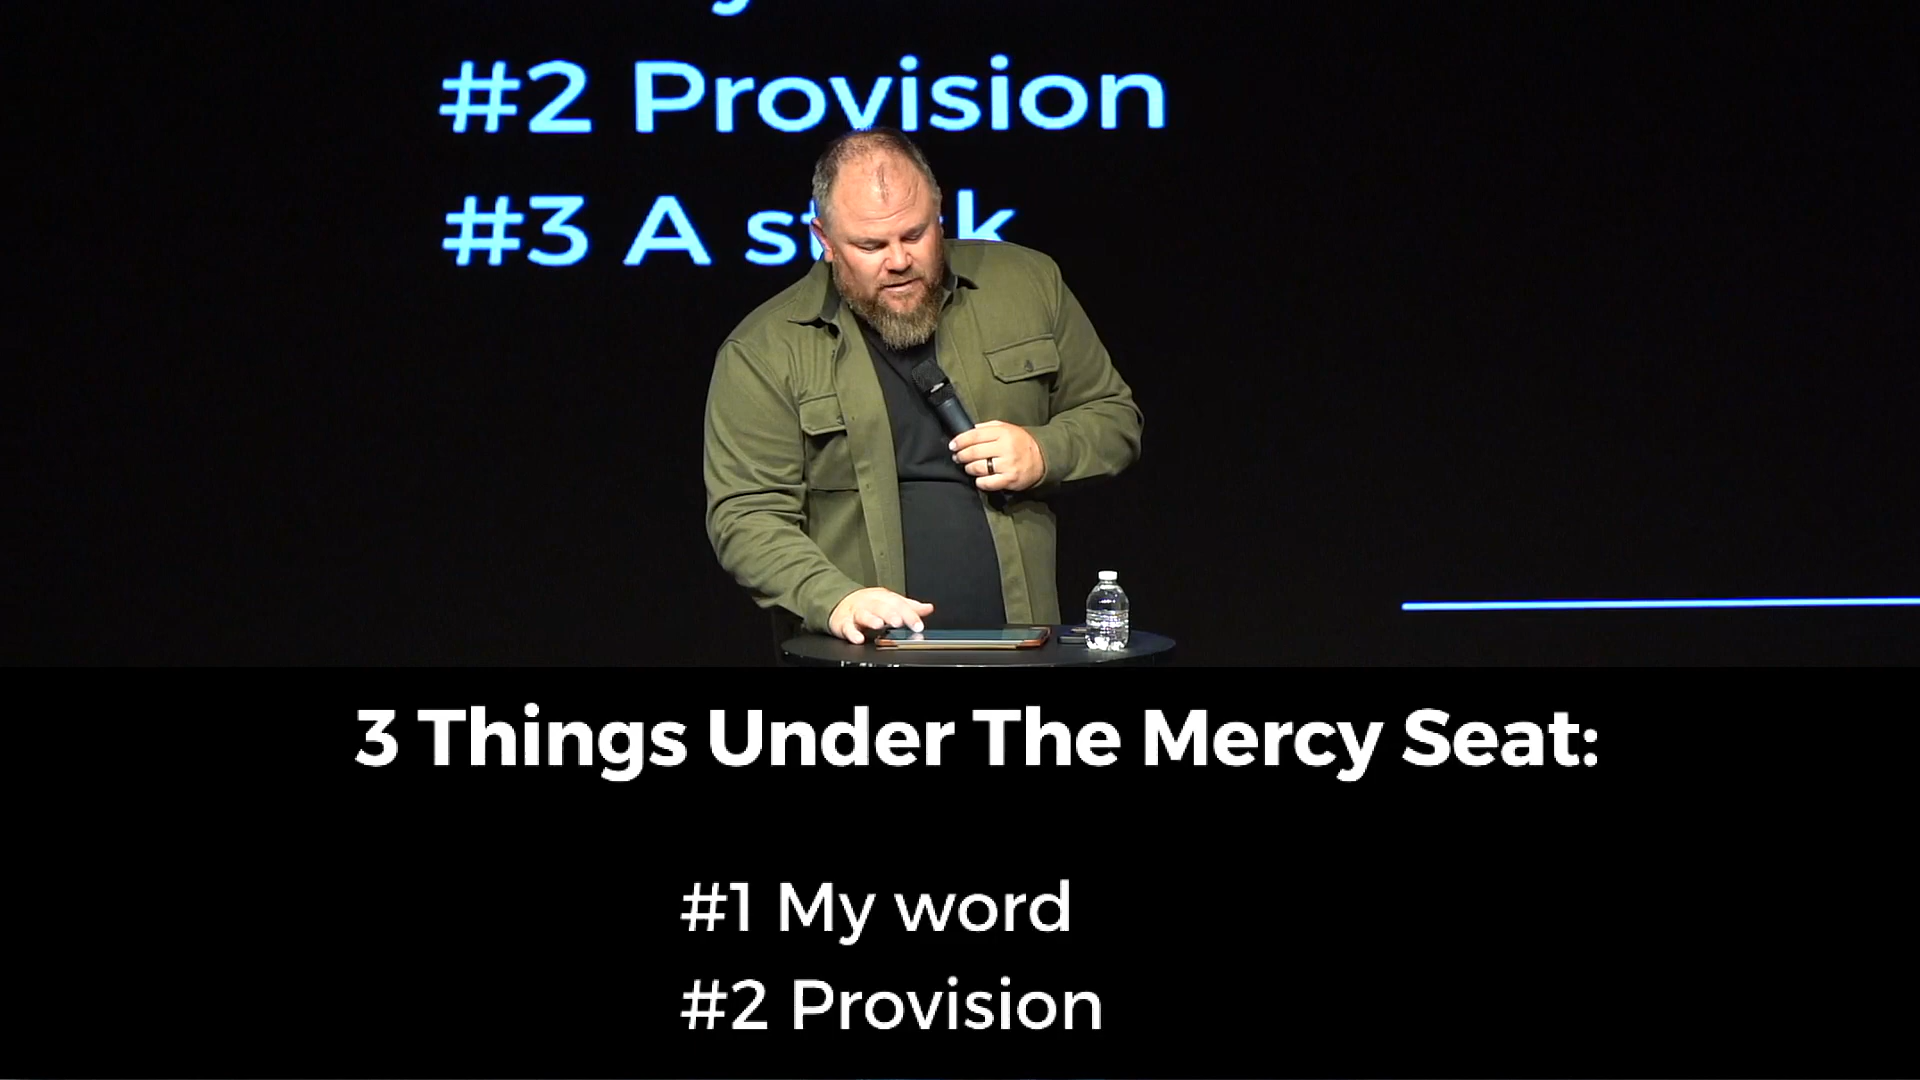 #2 Provision
#3 A
3 Things Under The Mercy Seat:
#1 My word
#2 Provision